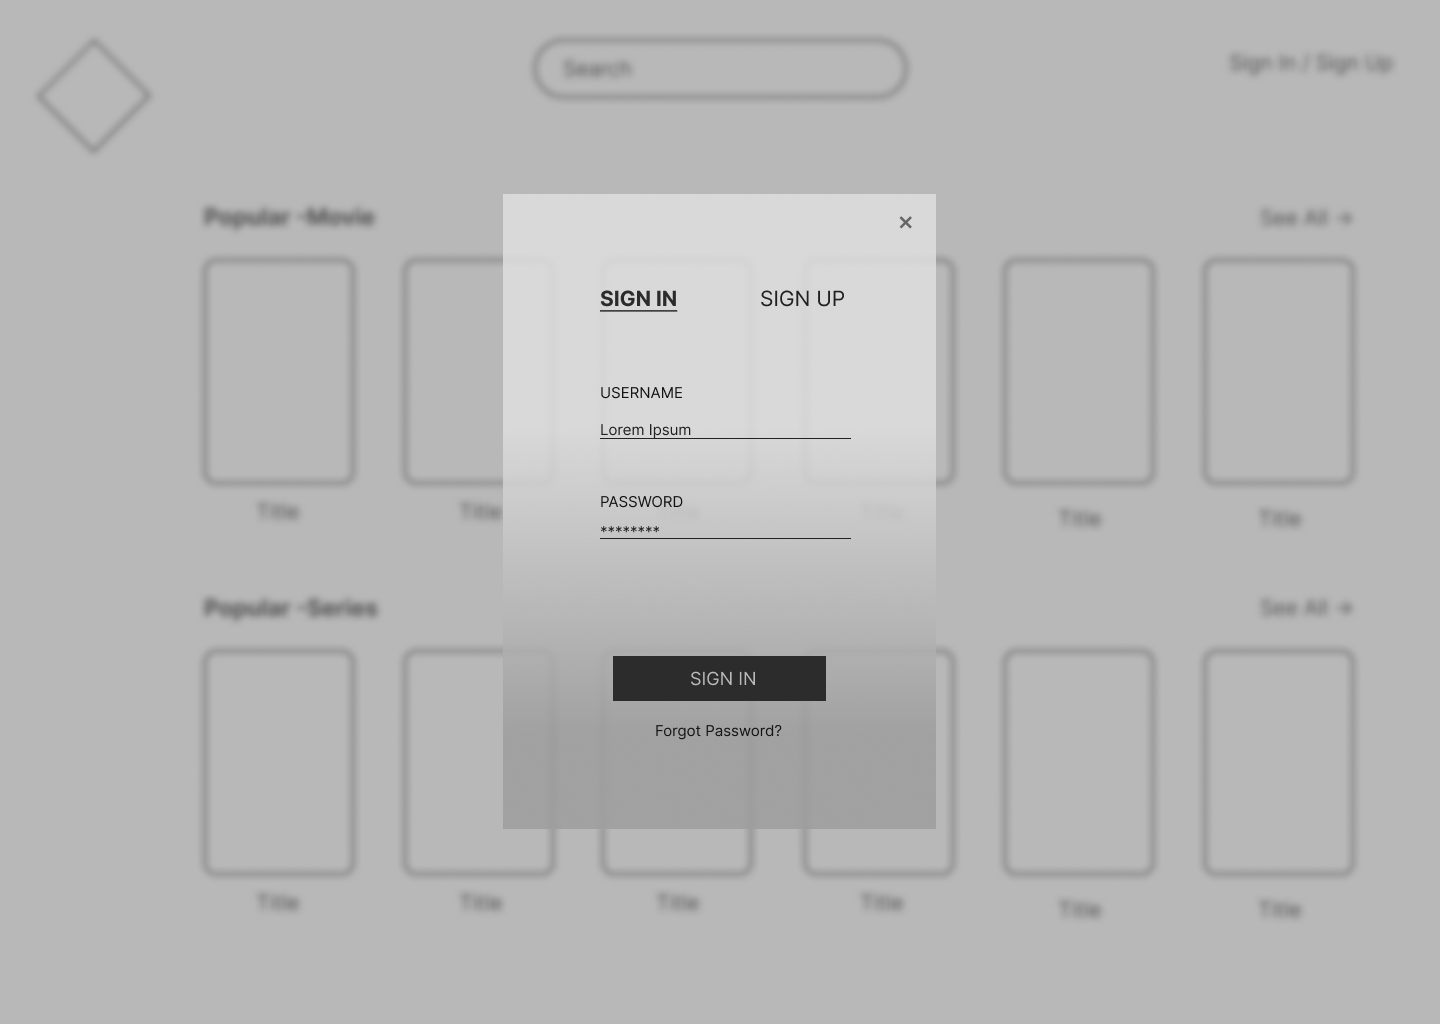 Search
Sign In / Sign Up
Popular -Movie
See All →
×
SIGN IN SIGN UP
USERNAME
Lorem Ipsum
PASSWORD
********
Title Title Title Title Title
Popular -Series
See All →
SIGN IN
Forgot Password?
Title Title Title Title Title Title